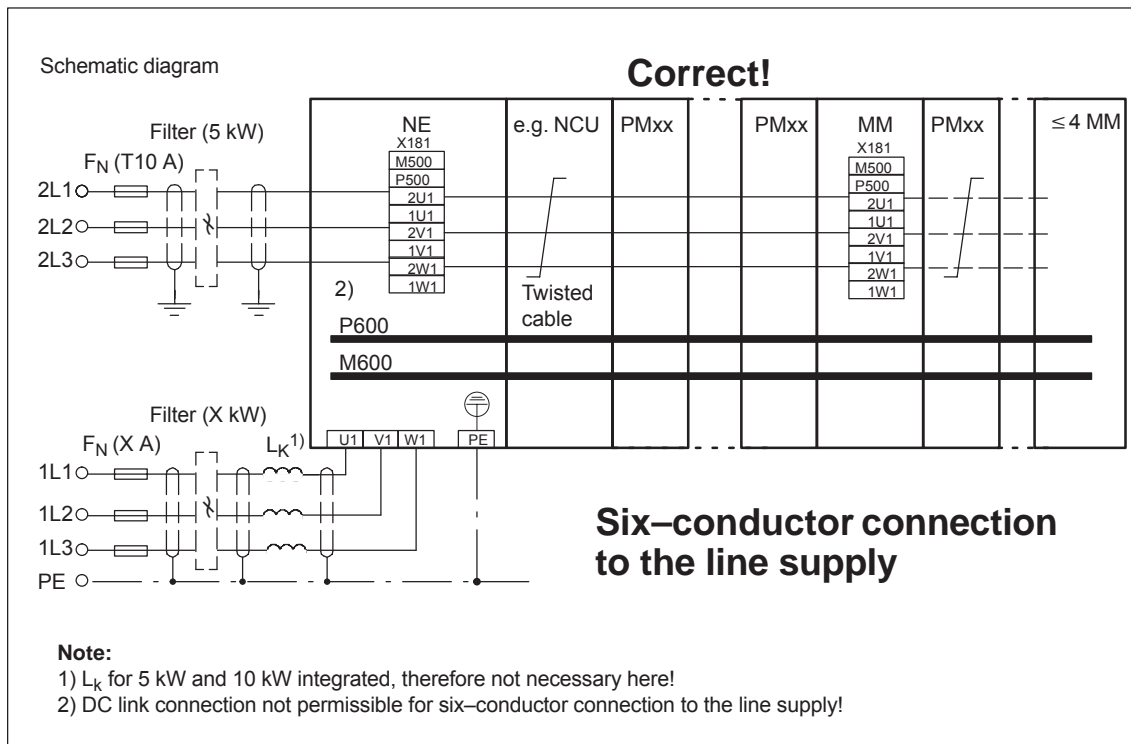 Schematic diagram
Correct!
Filter (5 kW)
FN (T10 A)
2L1
2L2
2L3
NE
X181
M500
P500
2U1
1U1
2V1
1V1
2W1
1W1
e.g. NCU
PMxx
PMxx
MM
X181
M500
P500
2U1
1U1
2V1
1V1
2W1
1W1
PMxx
≤ 4 MM
2)
Twisted
cable
P600
M600
Filter (X kW)
FN (X A)
LK1)
U1 V1 W1 PE
1L1
1L2
1L3
PE
Six–conductor connection
to the line supply
Note:
1) LK for 5 kW and 10 kW integrated, therefore not necessary here!
2) DC link connection not permissible for six–conductor connection to the line supply!